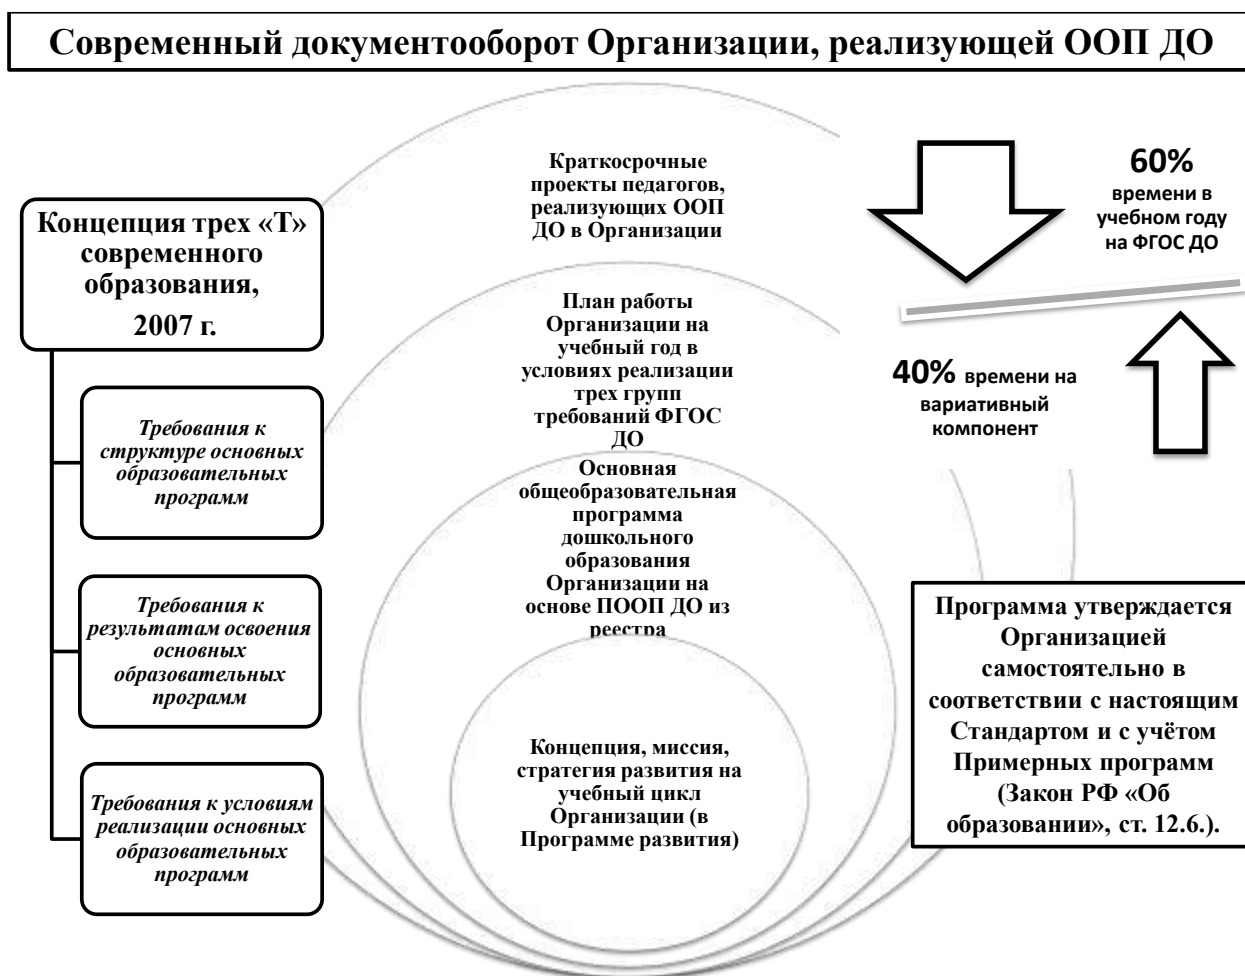 Современный документооборот Организации, реализующей ООП ДО
Концепция трех «Т»
современного
образования,
2007 г.
Требования к
структуре основных
образовательных
программ
Требования к
результатам освоения
основных
образовательных
программ
Требования к условиям
реализации основных
образовательных
программ
Краткосрочные
проекты педагогов,
реализующих ООП
ДО в Организации
План работы
Организации на
учебный год в
условиях реализации
трех групп
требований ФГОС
ДО
Основная
общеобразовательная
программа
дошкольного
образования
Организации на
основе ПООП ДО из
реестра
Концепция, миссия,
стратегия развития на
учебный цикл
Организации (в
Программе развития)
60%
времени в
учебном году
на ФГОС ДО
40% времени на
вариативный
компонент
Программа утверждается
Организацией
самостоятельно в
соответствии с настоящим
Стандартом и с учётом
Примерных программ
(Закон РФ «Об
образовании», ст. 12.6.).